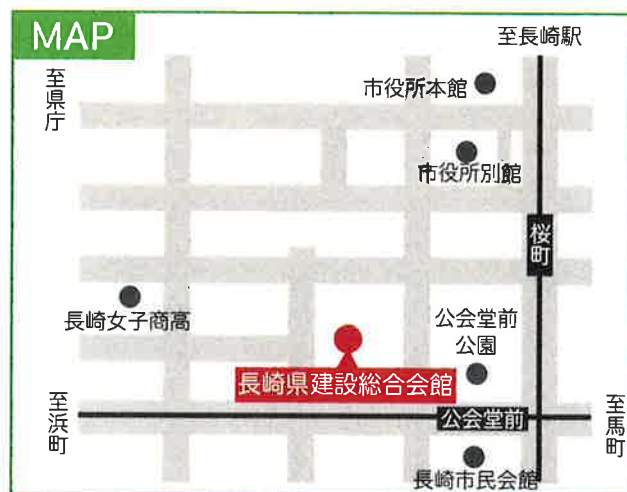 MAP
至長崎駅
至県庁
市役所本館
市役所別館
桜町
長崎女子商高
公会堂前
公園
長崎県建設総合会館
至浜町
公会堂前
至馬町
長崎市民会館